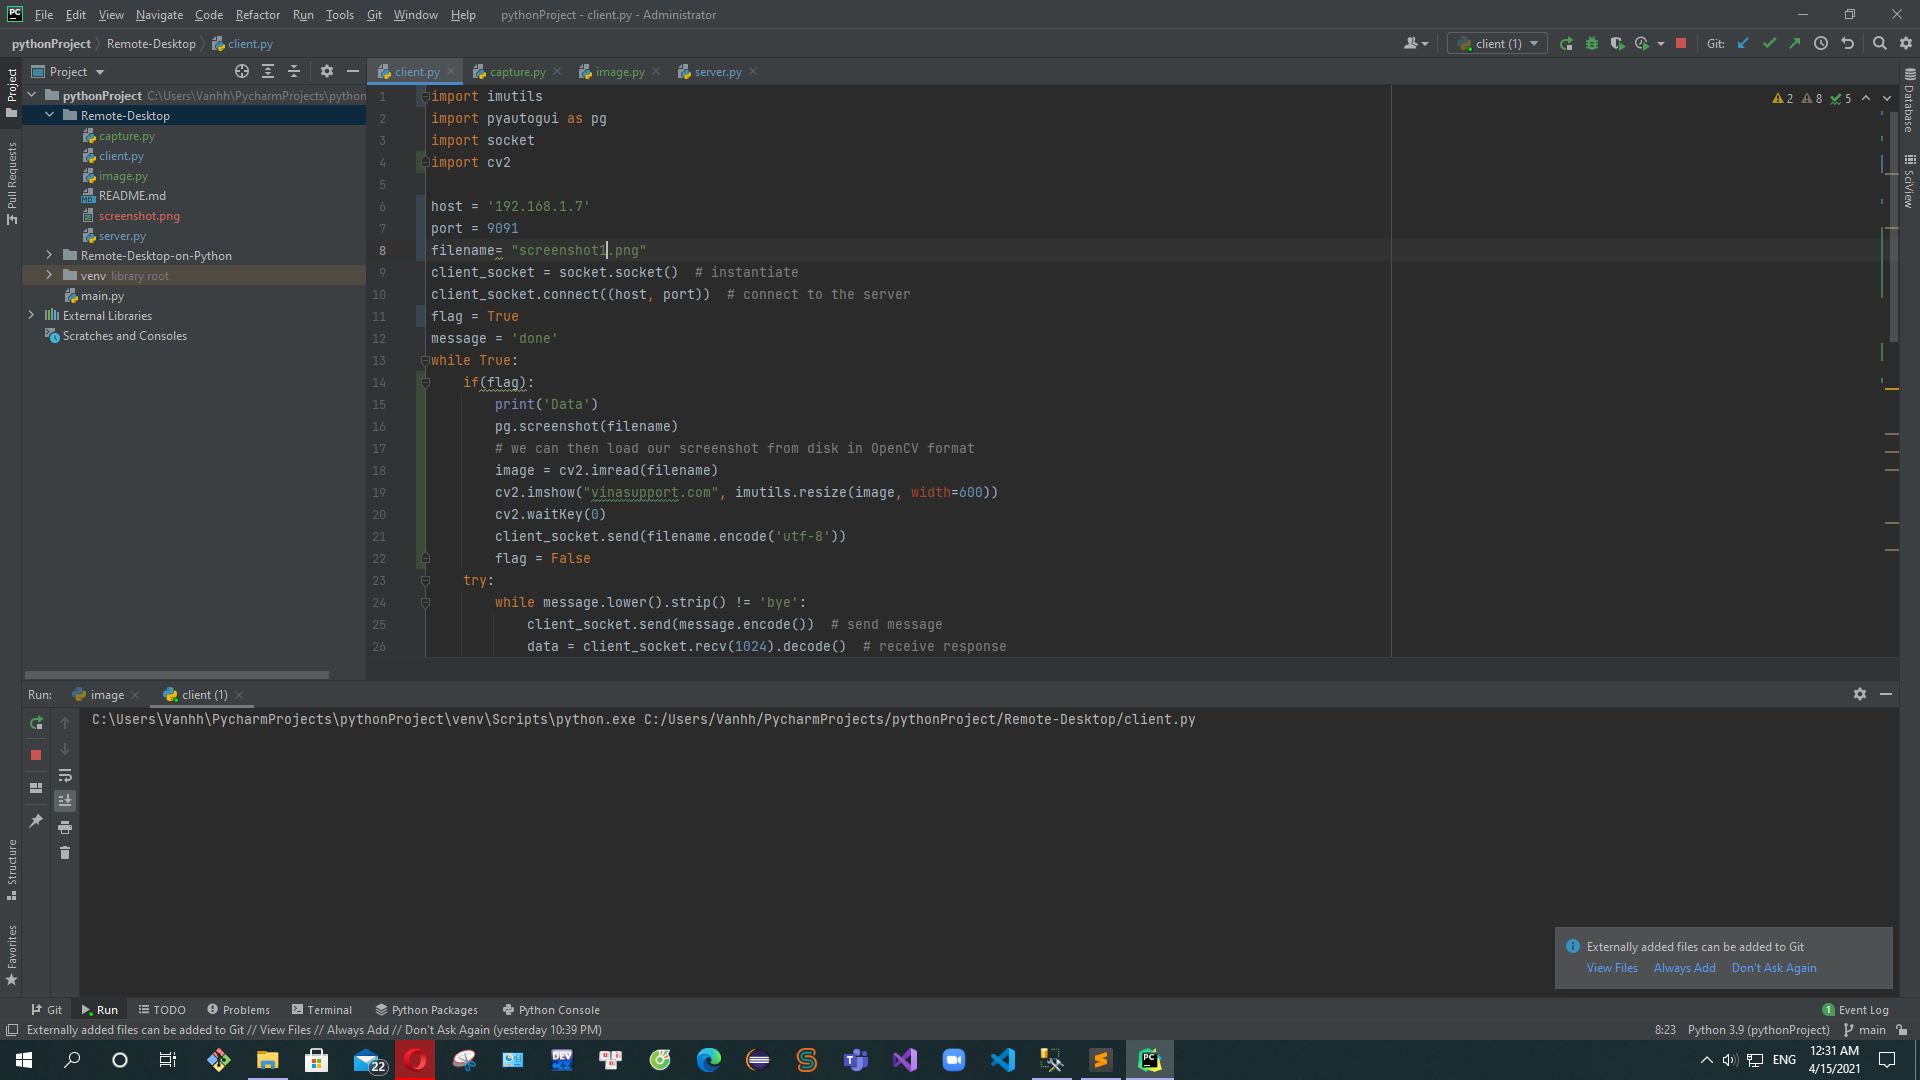 File Edit View Navigate Code Refactor Run Tools Git Window Help pythonProject - client.py - Administrator
pythonProject Remote-Desktop client.py client (1) Git:
Project client.py capture.py image.py server.py
pythonProject C:\Users\Vanhh\PycharmProjects\python
Remote-Desktop
capture.py
client.py
image.py
README.md
screenshot.png
server.py
Remote-Desktop-on-Python
venv library root
main.py
External Libraries
Scratches and Consoles
Project
Pull Requests
Structure
Favorites
Database
SciView
2 8 5
1 import imutils
2 import pyautogui as pg
3 import socket
4 import cv2
5
6 host = '192.168.1.7'
7 port = 9091
8 filename= "screenshot1.png"
9 client_socket = socket.socket()  # instantiate
10 client_socket.connect((host, port))  # connect to the server
11 flag = True
12 message = 'done'
13 while True:
14 if(flag):
15 print('Data')
16 pg.screenshot(filename)
17 # we can then load our screenshot from disk in OpenCV format
18 image = cv2.imread(filename)
19 cv2.imshow("vinasupport.com", imutils.resize(image, width=600))
20 cv2.waitKey(0)
21 client_socket.send(filename.encode('utf-8'))
22 flag = False
23 try:
24 while message.lower().strip() != 'bye':
25 client_socket.send(message.encode())  # send message
26 data = client_socket.recv(1024).decode()  # receive response
Run: image client (1)
C:\Users\Vanhh\PycharmProjects\pythonProject\venv\Scripts\python.exe C:/Users/Vanhh/PycharmProjects/pythonProject/Remote-Desktop/client.py
Externally added files can be added to Git
View Files Always Add Don't Ask Again
Git Run TODO Problems Terminal Python Packages Python Console 1 Event Log
Externally added files can be added to Git // View Files // Always Add // Don't Ask Again (yesterday 10:39 PM) 8:23 Python 3.9 (pythonProject) main
22 ENG 12:31 AM
4/15/2021